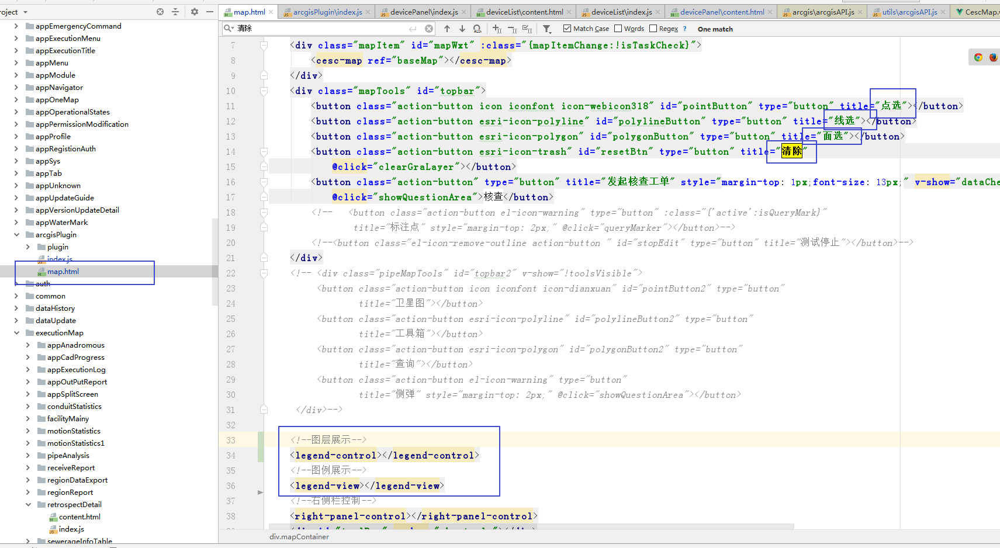 roject
map.html
arcgisPlugin\index.js
devicePanel\index.js
deviceList\content.html
deviceList\index.js
devicePanel\content.html
arcgis\arcgisAPI.js
utils\arcgisAPI.js
CescMap.v
清除
Match Case
Words
Regex
?
One match
appEmergencyCommand
appExecutionMenu
appExecutionTitle
appMenu
appModule
appNavigator
appOneMap
appOperationalStates
appPermissionModification
appProfile
appRegistionAuth
appSys
appTab
appUnknown
appUpdateGuide
appVersionUpdateDetail
appWaterMark
arcgisPlugin
plugin
index.js
map.html
auth
common
dataHistory
dataUpdate
executionMap
appAnadromous
appCadProgress
appExecutionLog
appOutPutReport
appSplitScreen
conduitStatistics
facilityMainy
motionStatistics
motionStatistics1
pipeAnalysis
receiveReport
regionDataExport
regionReport
retrospectDetail
content.html
index.js
sewerageInfoTable
7 <div class="mapItem" id="mapWxt" :class="{mapItemChange:!isTaskCheck}">
8 <cesc-map ref="baseMap"></cesc-map>
9 </div>
10 <div class="mapTools" id="topbar">
11 <button class="action-button icon iconfont icon-webicon318" id="pointButton" type="button" title="点选"></button>
12 <button class="action-button esri-icon-polyline" id="polylineButton" type="button" title="线选"></button>
13 <button class="action-button esri-icon-polygon" id="polygonButton" type="button" title="面选"></button>
14 <button class="action-button esri-icon-trash" id="resetBtn" type="button" title="清除"
15 @click="clearGraLayer"></button>
16 <button class="action-button" type="button" title="发起核查工单" style="margin-top: 1px;font-size: 13px;" v-show="dataChe
17 @click="showQuestionArea">核查</button>
18 <!-- <button class="action-button el-icon-warning" type="button" :class="{'active':isQueryMark}"
19 title="标注点" style="margin-top: 2px;" @click="queryMarker"></button>-->
20 <!--<button class="el-icon-remove-outline action-button " id="stopEdit" type="button" title="测试停止"></button>-->
21 </div>
22 <!-- <div class="pipeMapTools" id="topbar2" v-show="!toolsVisible">
23 <button class="action-button icon iconfont icon-dianxuan" id="pointButton2" type="button"
24 title="卫星图"></button>
25 <button class="action-button esri-icon-polyline" id="polylineButton2" type="button"
26 title="工具箱"></button>
27 <button class="action-button esri-icon-polygon" id="polygonButton2" type="button"
28 title="查询"></button>
29 <button class="action-button el-icon-warning" type="button"
30 title="侧弹" style="margin-top: 2px;" @click="showQuestionArea"></button>
31 </div>-->
32
33 <!--图层展示-->
34 <legend-control></legend-control>
35 <!--图例展示-->
36 <legend-view></legend-view>
37 <!--右侧栏控制-->
38 <right-panel-control></right-panel-control>
div.mapContainer